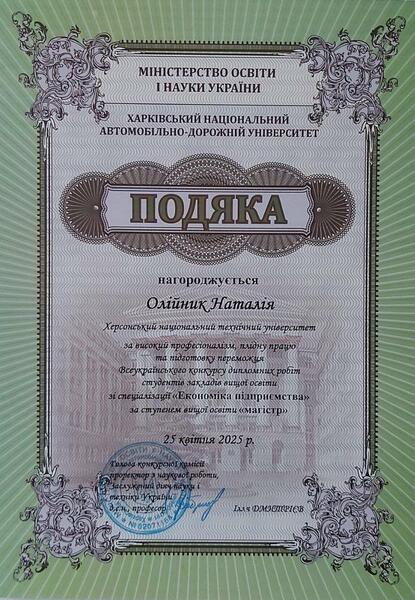 МІНІСТЕРСТВО ОСВІТИ
І НАУКИ УКРАЇНИ
ХАРКІВСЬКИЙ НАЦІОНАЛЬНИЙ
АВТОМОБІЛЬНО-ДОРОЖНІЙ УНІВЕРСИТЕТ
ПОДЯКА
нагороджується
Олійник Наталія
Херсонський національний технічний університет
за високий професіоналізм, плідну працю
та підготовку переможця
Всеукраїнського конкурсу дипломних робіт
студентів закладів вищої освіти
зі спеціалізації «Економіка підприємства»
за ступенем вищої освіти «магістр»
25 квітня 2025 р.
Голова конкурсної комісії
проректор з наукової роботи,
заслужений діяч науки і
техніки України
д.е.н., професор
Ілля ДМИТРІЄВ